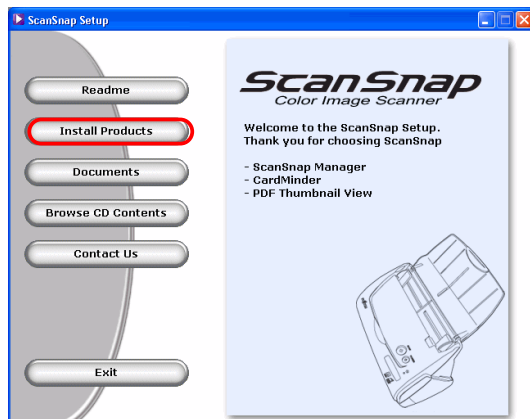 ScanSnap Setup
Readme
Install Products
Documents
Browse CD Contents
Contact Us
Exit
ScanSnap
Color Image Scanner
Welcome to the ScanSnap Setup.
Thank you for choosing ScanSnap
- ScanSnap Manager
- CardMinder
- PDF Thumbnail View